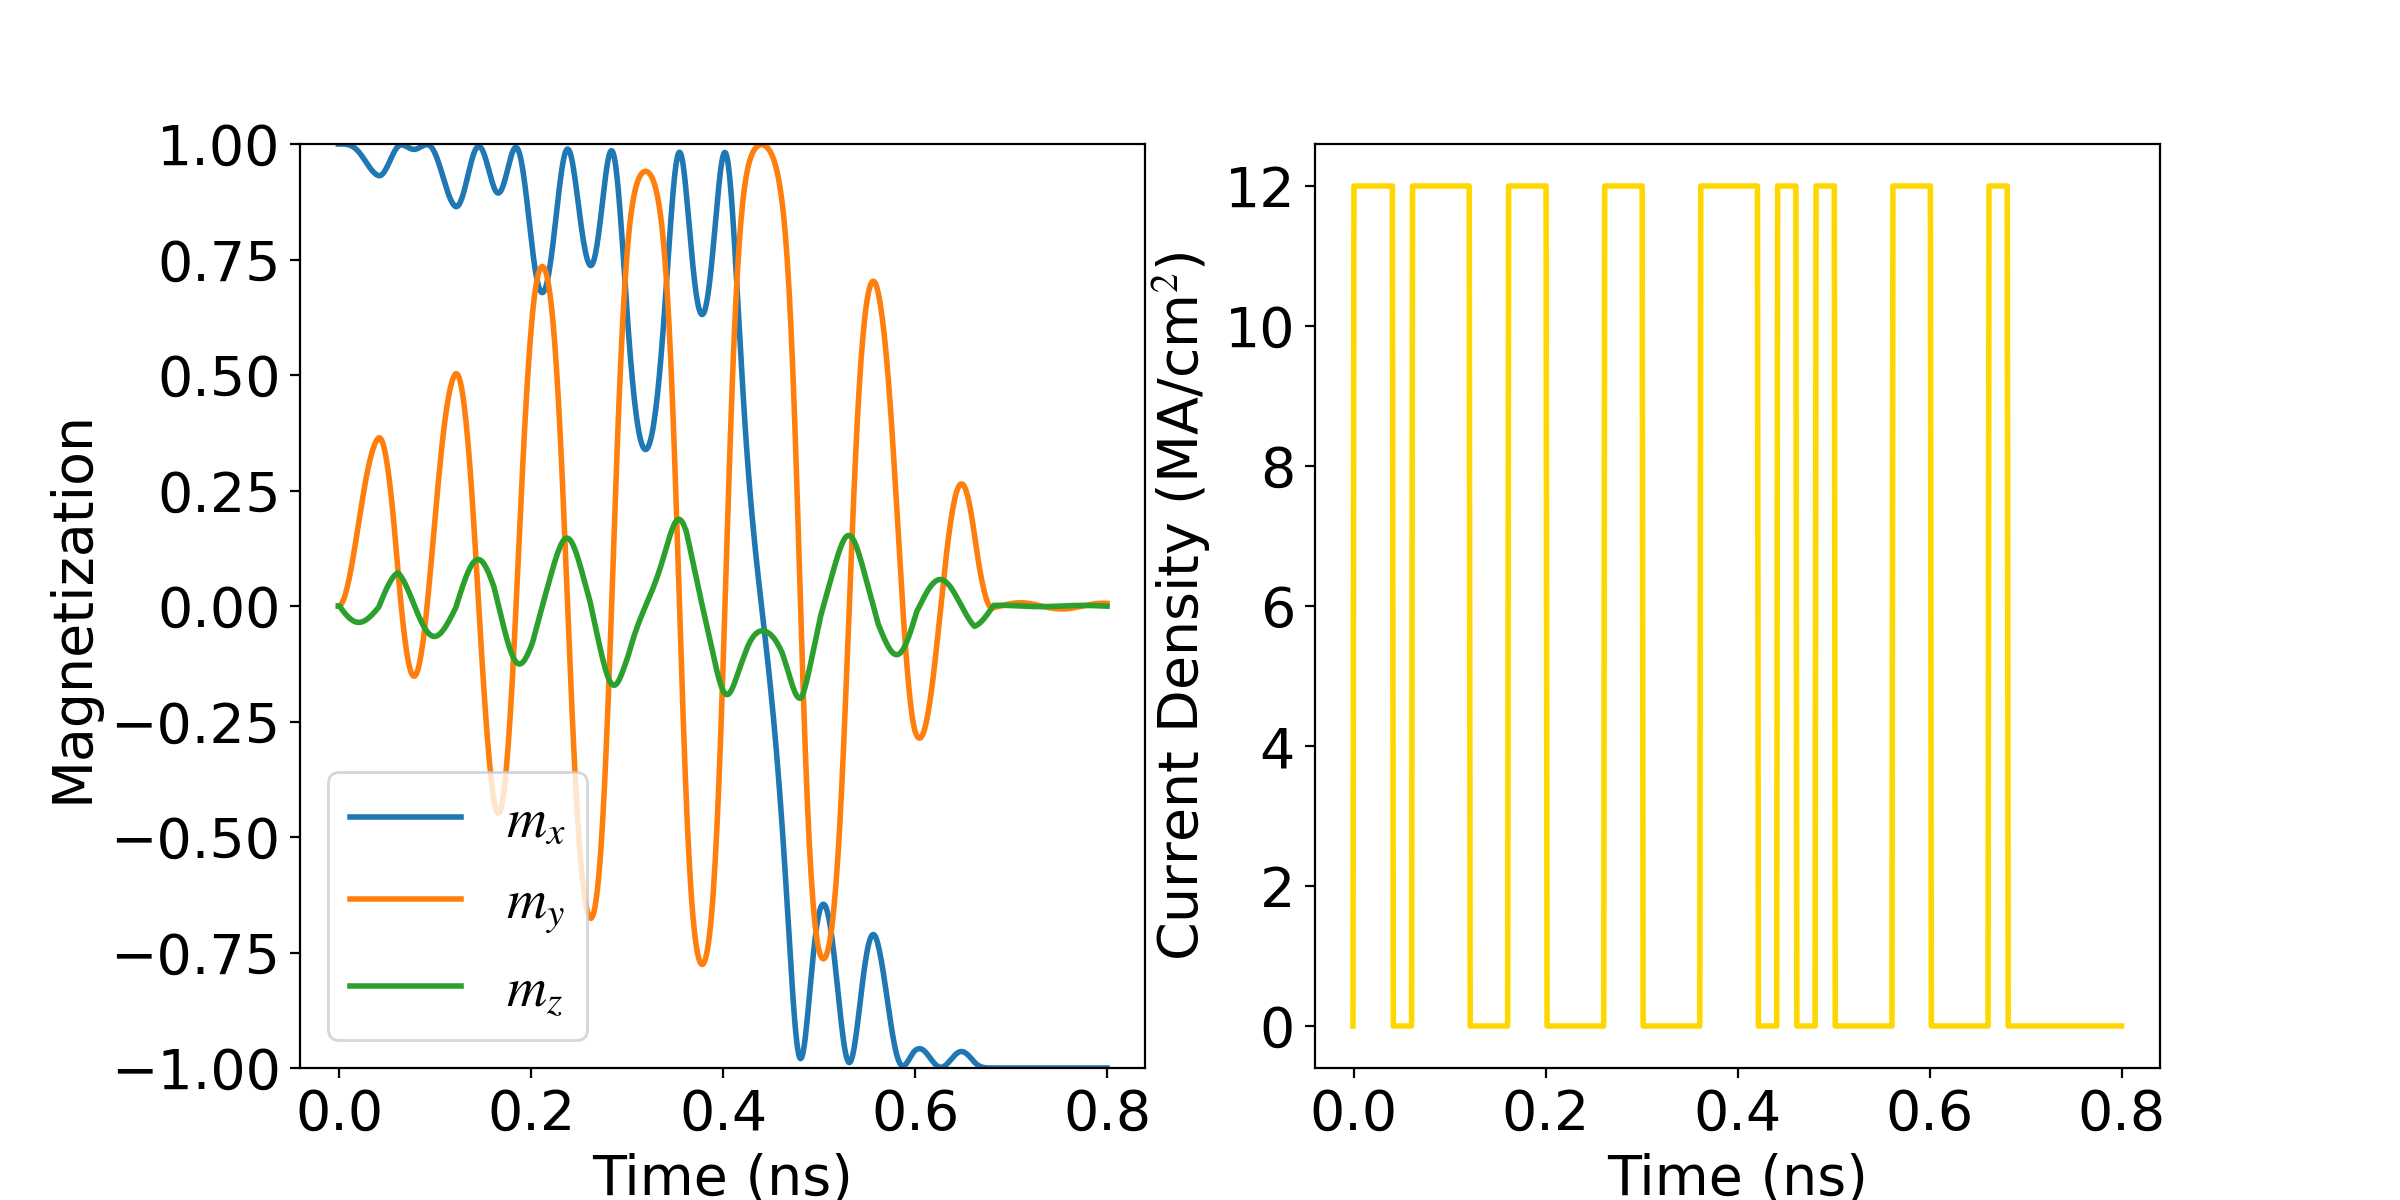 1.00
0.75
0.50
0.25
0.00
−0.25
−0.50
−0.75
−1.00
Magnetization
m_x
m_y
m_z
0.0 0.2 0.4 0.6 0.8
Time (ns)
12
10
8
6
4
2
0
Current Density (MA/cm²)
0.0 0.2 0.4 0.6 0.8
Time (ns)